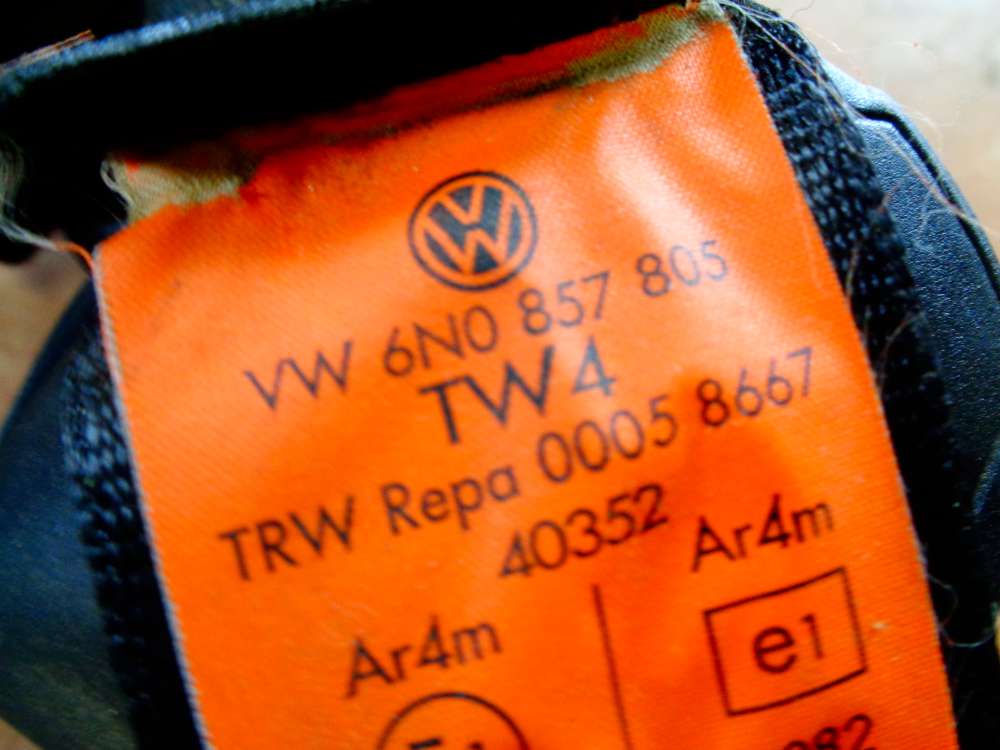 VW 6N0 857 805
TW4
TRW Repa 0005 8667
40352
Ar4m
Ar4m
e1